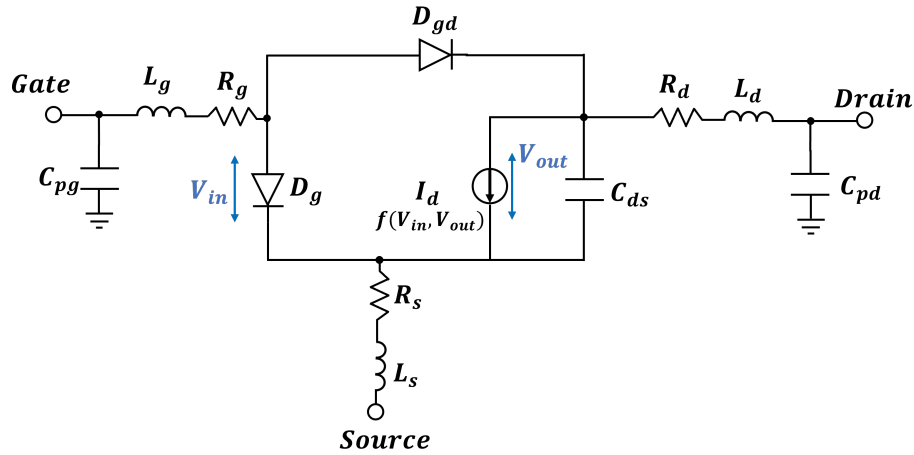 D_gd
Gate
L_g
R_g
R_d
L_d
Drain
C_pg
V_in
D_g
I_d
f(V_in, V_out)
V_out
C_ds
C_pd
R_s
L_s
Source